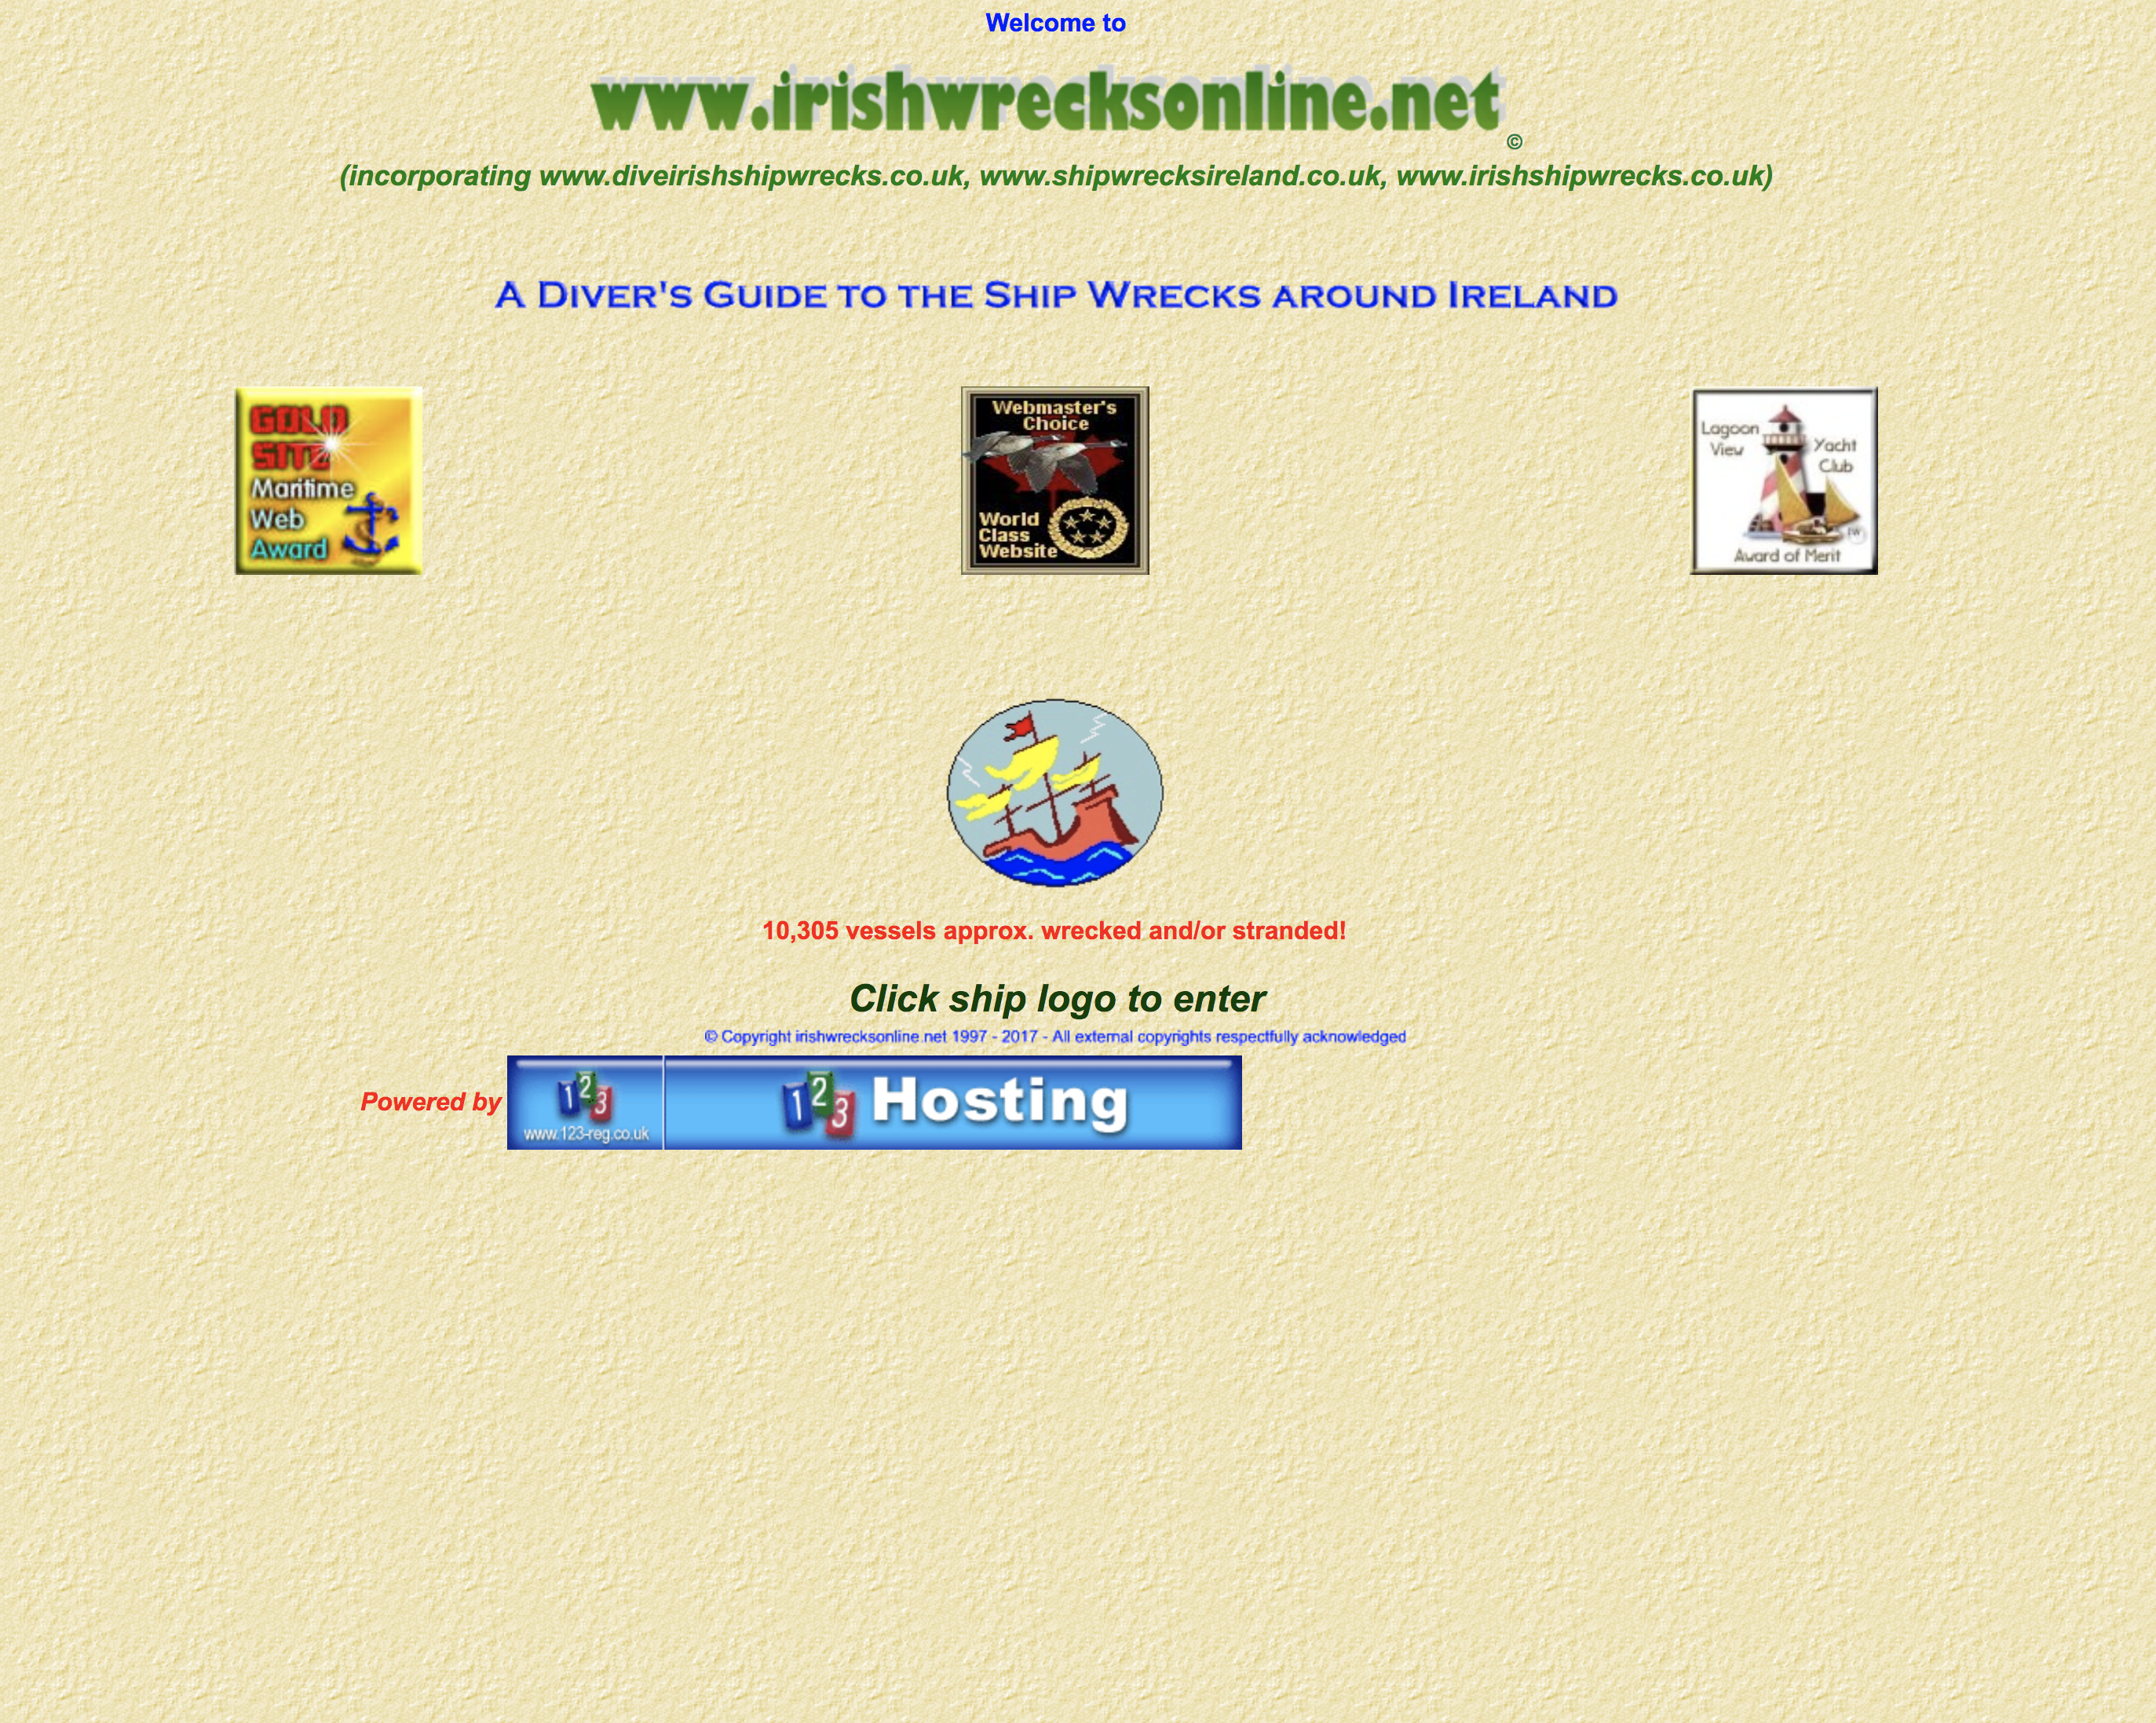 Welcome to
www.irishwrecksonline.net
©
(incorporating www.diveirishshipwrecks.co.uk, www.shipwrecksireland.co.uk, www.irishshipwrecks.co.uk)
A Diver's Guide to the Ship Wrecks around Ireland
GOLD
SITE
Maritime
Web
Award
Webmaster's
Choice
World
Class
Website
Lagoon
View
Yacht
Club
Award of Merit
10,305 vessels approx. wrecked and/or stranded!
Click ship logo to enter
© Copyright irishwrecksonline.net 1997 - 2017 - All external copyrights respectfully acknowledged
Powered by
123
www.123-reg.co.uk
123 Hosting